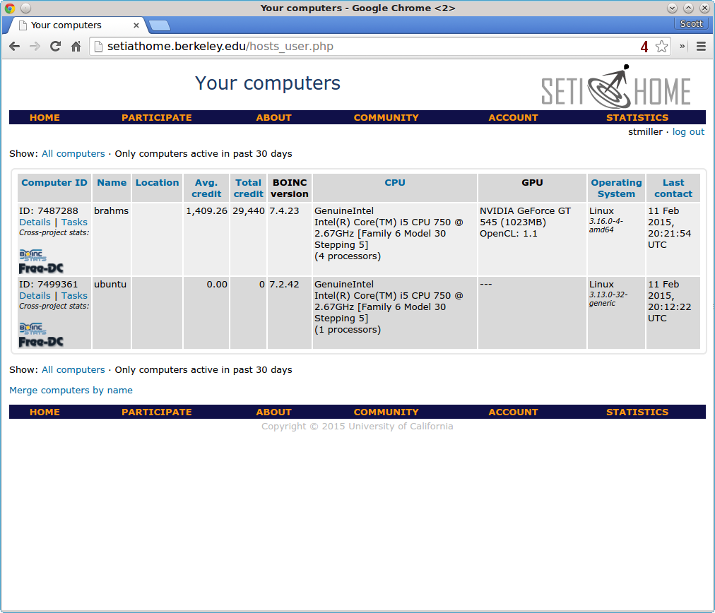 Your computers - Google Chrome <2>
Your computers
Scott
setiathome.berkeley.edu/hosts_user.php
4
»
Your computers
SETI HOME
HOME PARTICIPATE ABOUT COMMUNITY ACCOUNT STATISTICS
stmiller · log out
Show: All computers · Only computers active in past 30 days
Computer ID Name Location Avg. credit Total credit BOINC version CPU GPU Operating System Last contact
ID: 7487288
Details | Tasks
Cross-project stats:
BOINC STATS
Free-DC
brahms
1,409.26
29,440
7.4.23
GenuineIntel
Intel(R) Core(TM) i5 CPU 750 @
2.67GHz [Family 6 Model 30
Stepping 5]
(4 processors)
NVIDIA GeForce GT
545 (1023MB)
OpenCL: 1.1
Linux
3.16.0-4-
amd64
11 Feb
2015,
20:21:54
UTC
ID: 7499361
Details | Tasks
Cross-project stats:
BOINC STATS
Free-DC
ubuntu
0.00
0
7.2.42
GenuineIntel
Intel(R) Core(TM) i5 CPU 750 @
2.67GHz [Family 6 Model 30
Stepping 5]
(1 processors)
---
Linux
3.13.0-32-
generic
11 Feb
2015,
20:12:22
UTC
Show: All computers · Only computers active in past 30 days
Merge computers by name
HOME PARTICIPATE ABOUT COMMUNITY ACCOUNT STATISTICS
Copyright © 2015 University of California